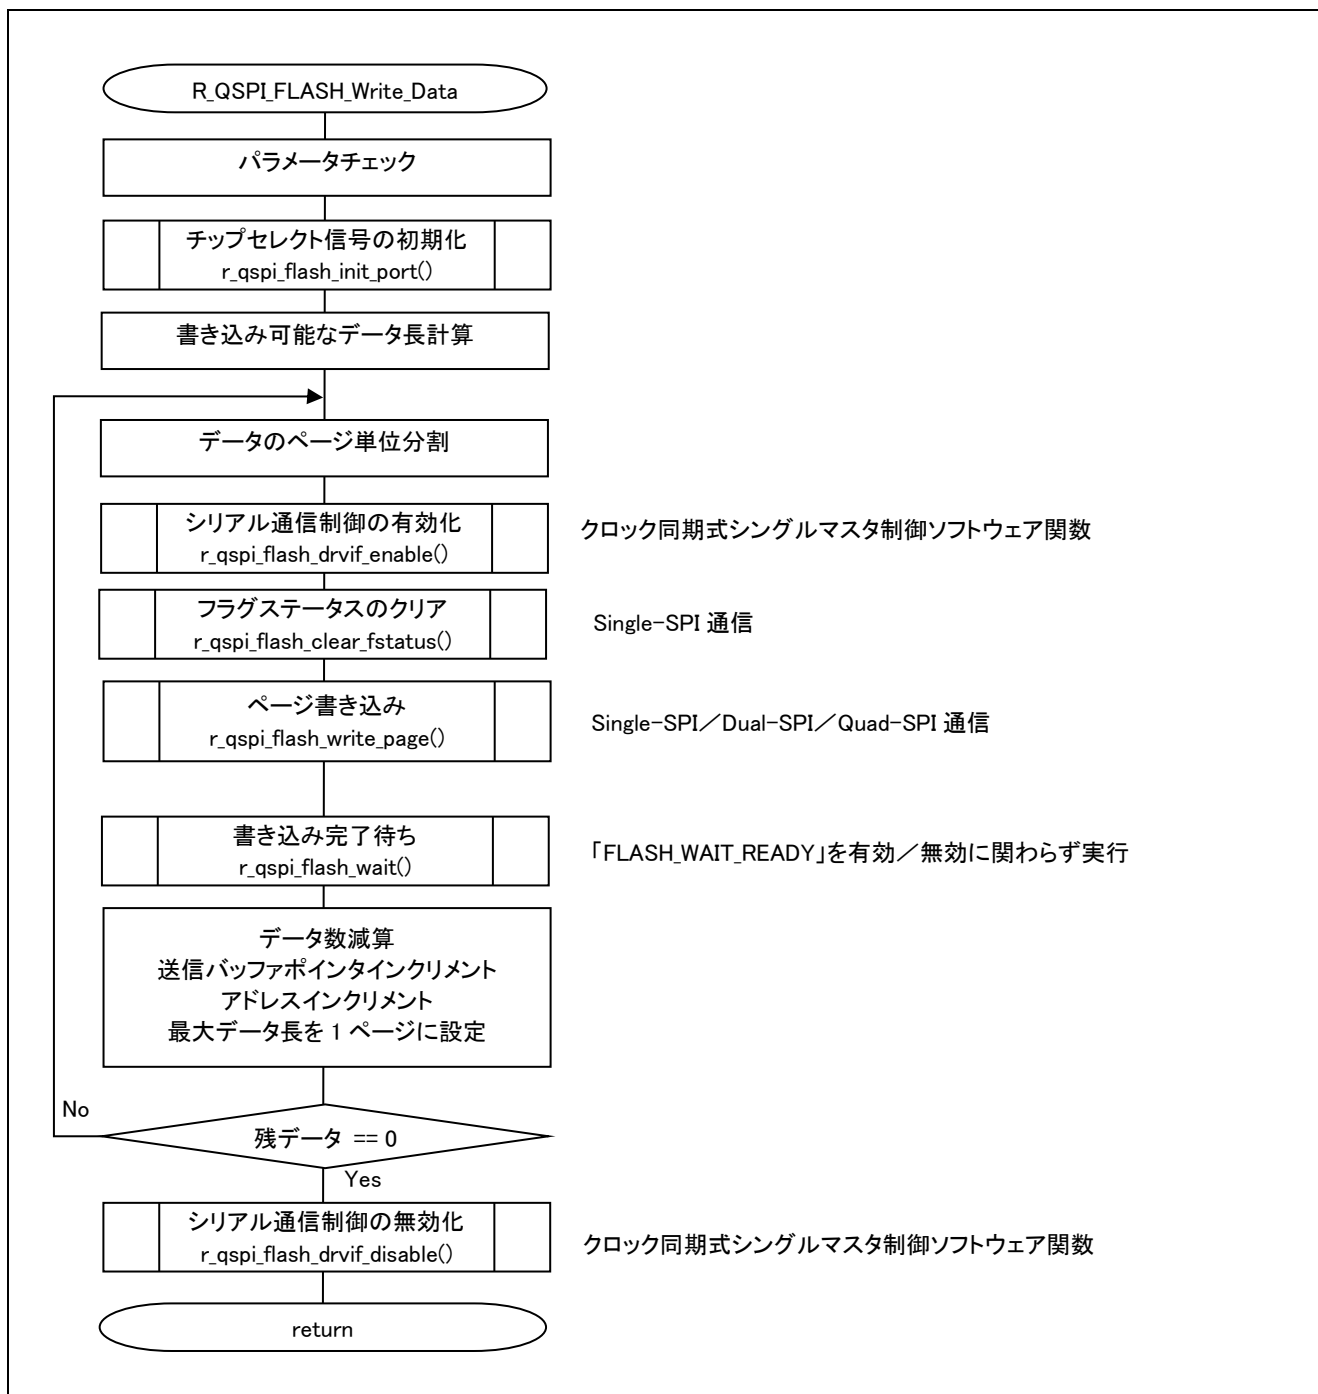 R_QSPI_FLASH_Write_Data
パラメータチェック
チップセレクト信号の初期化
r_qspi_flash_init_port()
書き込み可能なデータ長計算
データのページ単位分割
シリアル通信制御の有効化
r_qspi_flash_drvif_enable()
クロック同期式シングルマスタ制御ソフトウェア関数
フラグステータスのクリア
r_qspi_flash_clear_fstatus()
Single-SPI 通信
ページ書き込み
r_qspi_flash_write_page()
Single-SPI／Dual-SPI／Quad-SPI 通信
書き込み完了待ち
r_qspi_flash_wait()
「FLASH_WAIT_READY」を有効／無効に関わらず実行
データ数減算
送信バッファポインタインクリメント
アドレスインクリメント
最大データ長を 1 ページに設定
No
残データ == 0
Yes
シリアル通信制御の無効化
r_qspi_flash_drvif_disable()
クロック同期式シングルマスタ制御ソフトウェア関数
return